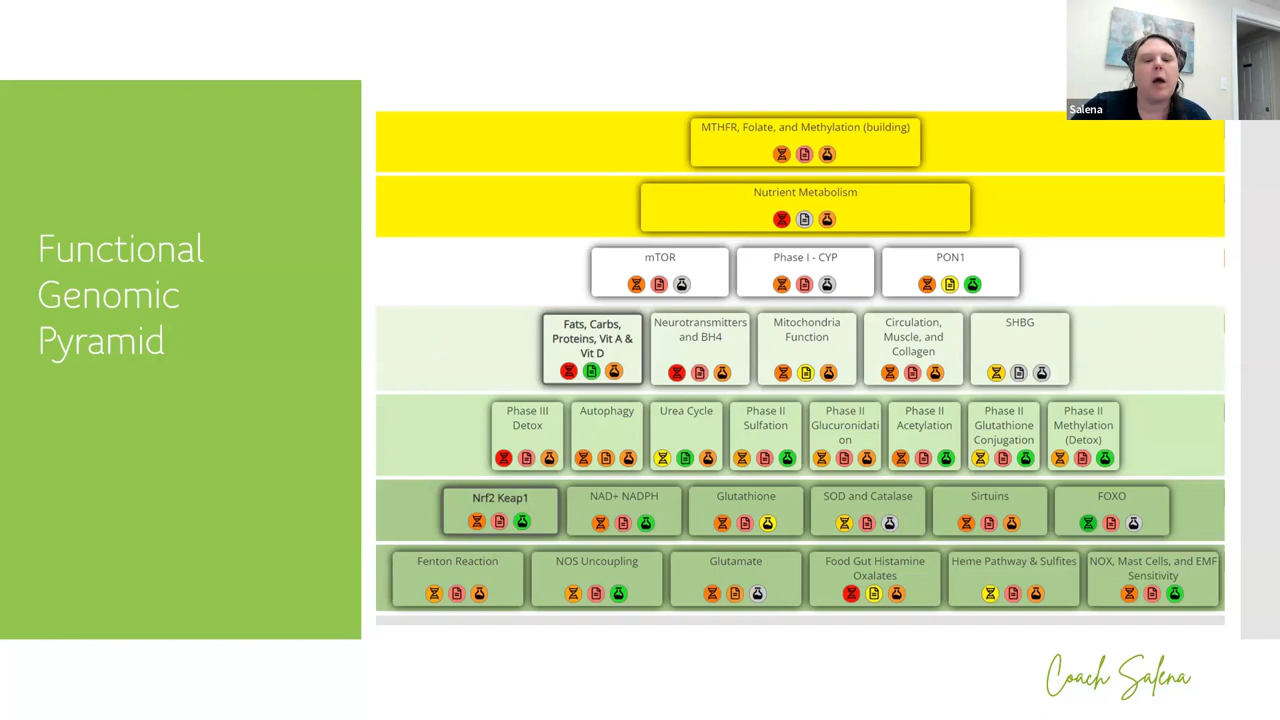 Salena
Functional
Genomic
Pyramid
MTHFR, Folate, and Methylation (building)
Nutrient Metabolism
mTOR
Phase I - CYP
PON1
Fats, Carbs,
Proteins, Vit A &
Vit D
Neurotransmitters
and BH4
Mitochondria
Function
Circulation,
Muscle, and
Collagen
SHBG
Phase III
Detox
Autophagy
Urea Cycle
Phase II
Sulfation
Phase II
Glucuronidati
on
Phase II
Acetylation
Phase II
Glutathione
Conjugation
Phase II
Methylation
(Detox)
Nrf2 Keap1
NAD+ NADPH
Glutathione
SOD and Catalase
Sirtuins
FOXO
Fenton Reaction
NOS Uncoupling
Glutamate
Food Gut Histamine
Oxalates
Heme Pathway & Sulfites
NOX, Mast Cells, and EMF
Sensitivity
Coach Salena